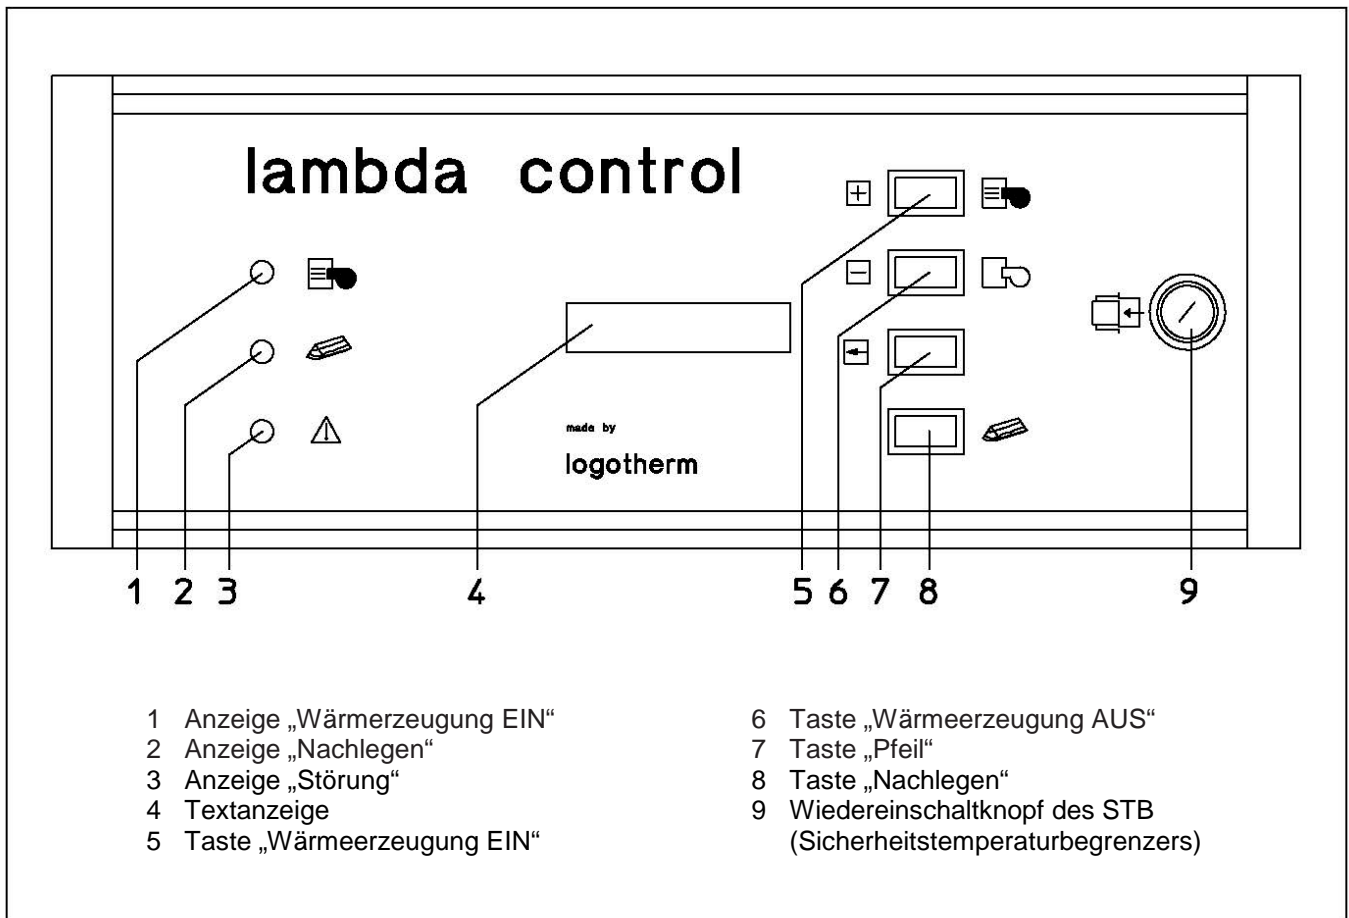 lambda control
made by
logotherm
1 2 3 4 5 6 7 8 9
1 Anzeige „Wärmerzeugung EIN“
2 Anzeige „Nachlegen“
3 Anzeige „Störung“
4 Textanzeige
5 Taste „Wärmeerzeugung EIN“
6 Taste „Wärmeerzeugung AUS“
7 Taste „Pfeil“
8 Taste „Nachlegen“
9 Wiedereinschaltknopf des STB
(Sicherheitstemperaturbegrenzers)